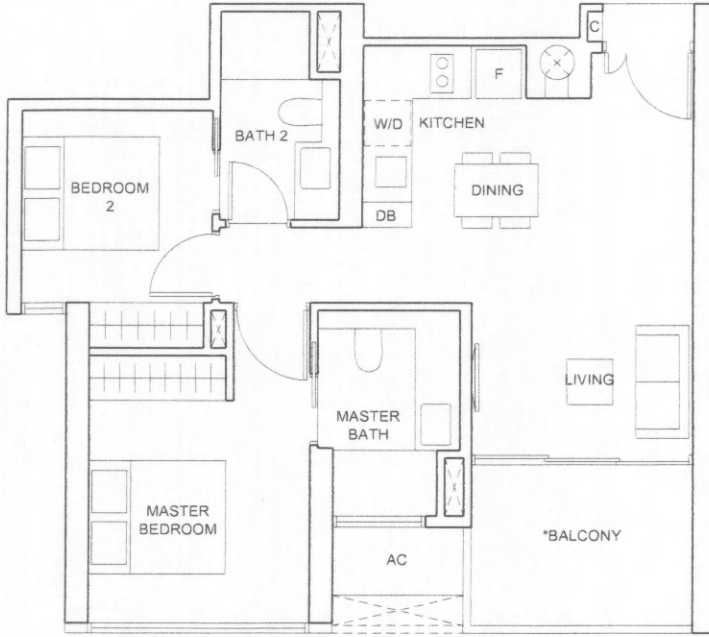 C
F
W/D
KITCHEN
BATH 2
BEDROOM
2
DINING
DB
LIVING
MASTER
BATH
MASTER
BEDROOM
*BALCONY
AC